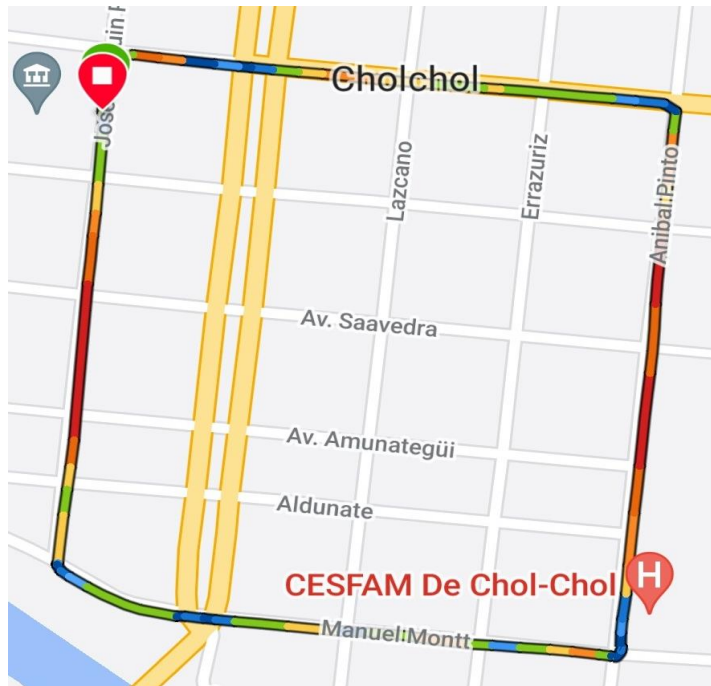 Cholchol
Lazcano
Errazuriz
Anibal Pinto
Av. Saavedra
Av. Amunategüi
Aldunate
CESFAM De Chol-Chol
H
Manuel Montt